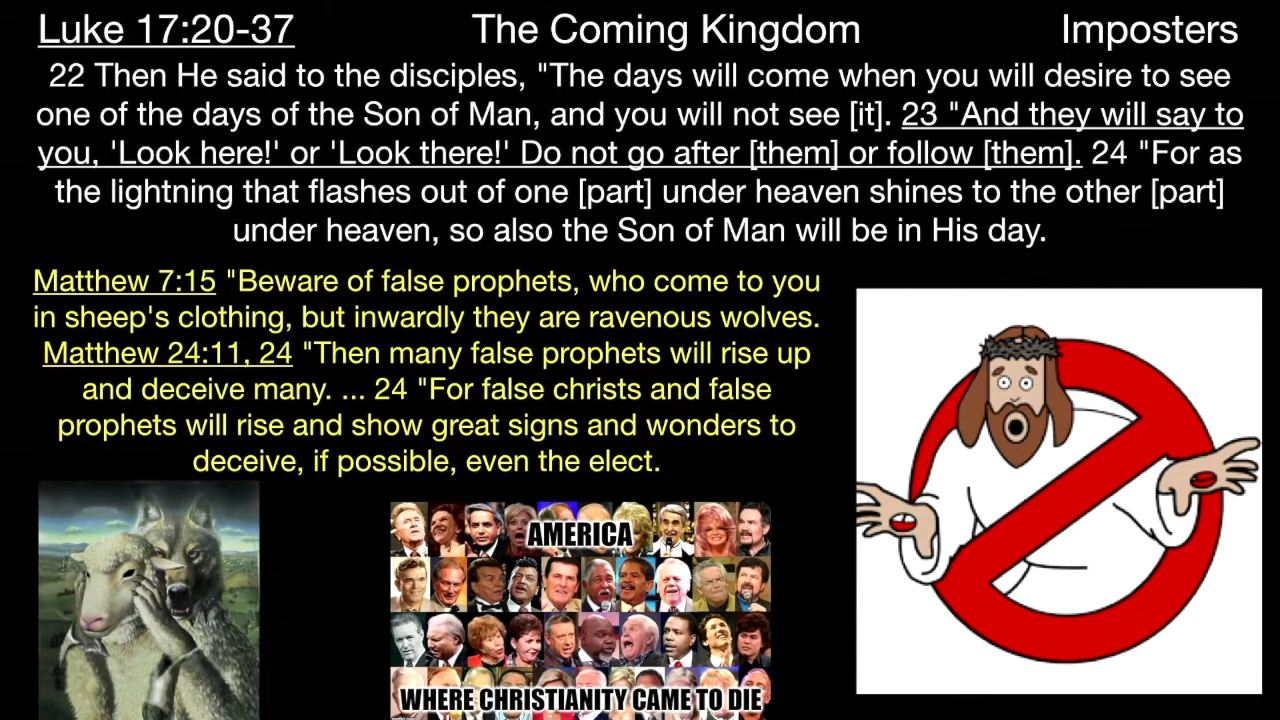 Luke 17:20-37 The Coming Kingdom Imposters
22 Then He said to the disciples, "The days will come when you will desire to see
one of the days of the Son of Man, and you will not see [it]. 23 "And they will say to
you, 'Look here!' or 'Look there!' Do not go after [them] or follow [them]. 24 "For as
the lightning that flashes out of one [part] under heaven shines to the other [part]
under heaven, so also the Son of Man will be in His day.
Matthew 7:15 "Beware of false prophets, who come to you
in sheep's clothing, but inwardly they are ravenous wolves.
Matthew 24:11, 24 "Then many false prophets will rise up
and deceive many. ... 24 "For false christs and false
prophets will rise and show great signs and wonders to
deceive, if possible, even the elect.
AMERICA
WHERE CHRISTIANITY CAME TO DIE